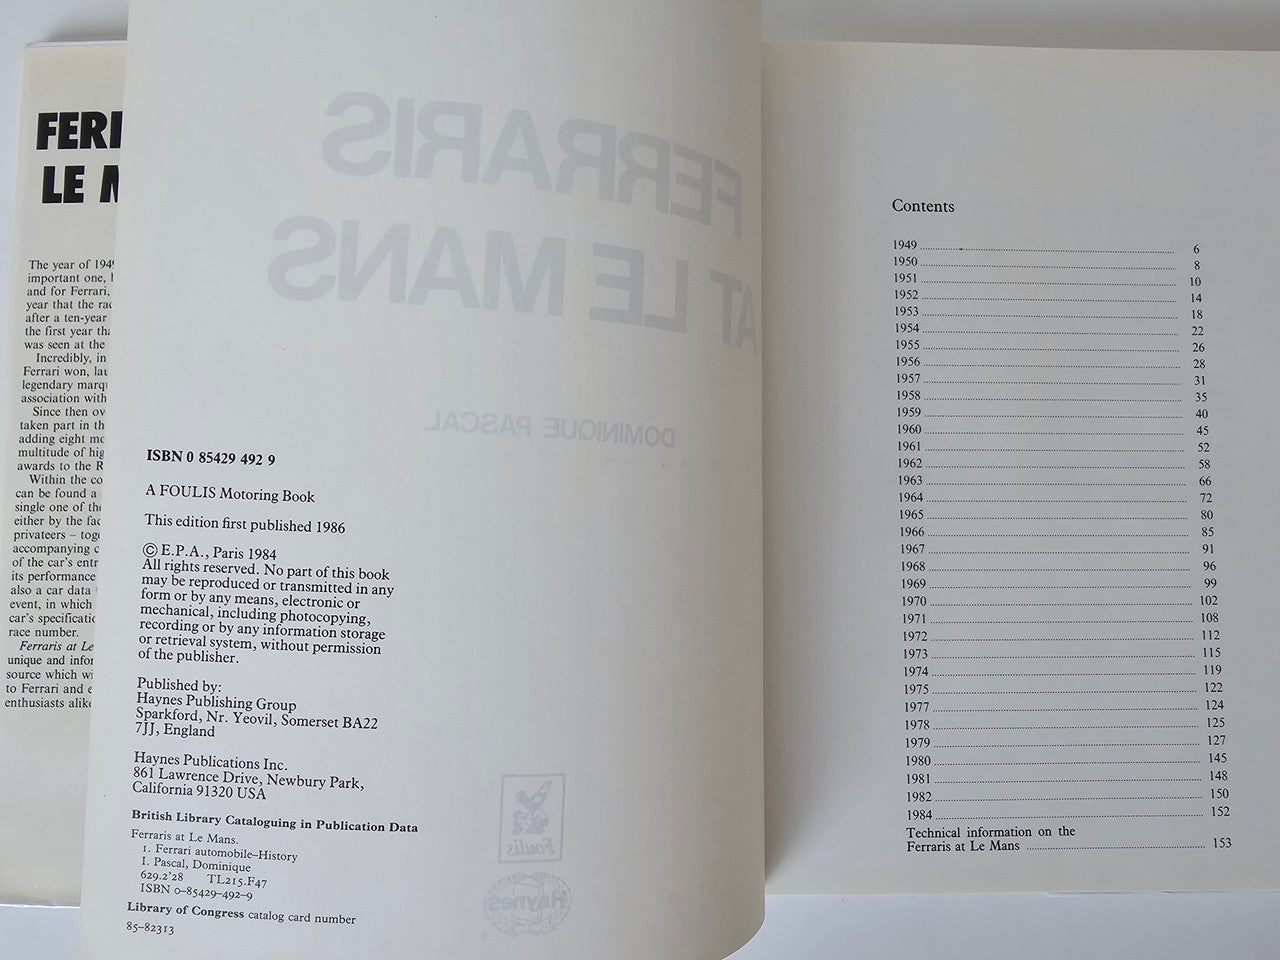 FERR
LE M
The year of 1949
important one,
and for Ferrari,
year that the rac
after a ten-year
the first year tha
was seen at the
Incredibly, in
Ferrari won, lau
legendary marqu
association with
Since then ov
taken part in th
adding eight mo
multitude of hig
awards to the R
Within the co
can be found a
single one of the
either by the fac
privateers – toge
accompanying c
of the car's entr
its performance
also a car data
event, in which
car's specificatio
race number.
Ferraris at Le
unique and infor
source which wi
to Ferrari and e
enthusiasts alike
FERRARIS
AT LE MANS
DOMINIQUE PASCAL
ISBN 0 85429 492 9
A FOULIS Motoring Book
This edition first published 1986
© E.P.A., Paris 1984
All rights reserved. No part of this book
may be reproduced or transmitted in any
form or by any means, electronic or
mechanical, including photocopying,
recording or by any information storage
or retrieval system, without permission
of the publisher.
Published by:
Haynes Publishing Group
Sparkford, Nr. Yeovil, Somerset BA22
7JJ, England
Haynes Publications Inc.
861 Lawrence Drive, Newbury Park,
California 91320 USA
British Library Cataloguing in Publication Data
Ferraris at Le Mans.
1. Ferrari automobile–History
I. Pascal, Dominique
629.2'28 TL215.F47
ISBN 0–85429–492–9
Library of Congress catalog card number
85–82313
Foulis
Haynes
Contents
1949 6
1950 8
1951 10
1952 14
1953 18
1954 22
1955 26
1956 28
1957 31
1958 35
1959 40
1960 45
1961 52
1962 58
1963 66
1964 72
1965 80
1966 85
1967 91
1968 96
1969 99
1970 102
1971 108
1972 112
1973 115
1974 119
1975 122
1977 124
1978 125
1979 127
1980 145
1981 148
1982 150
1984 152
Technical information on the
Ferraris at Le Mans 153